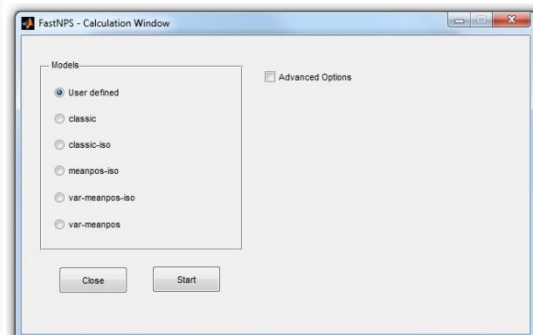 FastNPS - Calculation Window
Models
User defined
classic
classic-iso
meanpos-iso
var-meanpos-iso
var-meanpos
Advanced Options
Close
Start